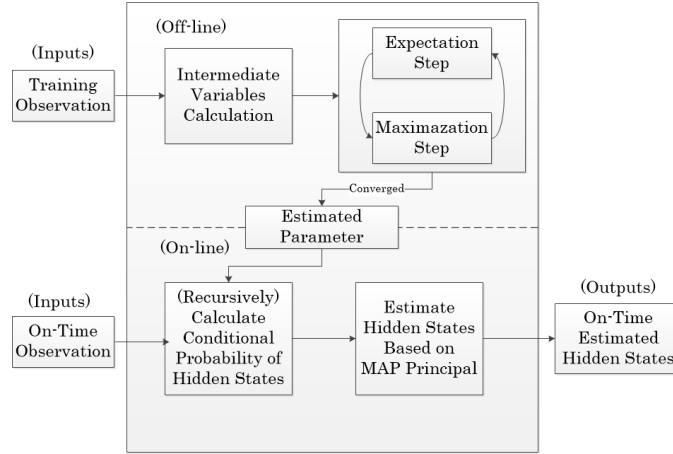 (Off-line)
(Inputs)
Training
Observation
Intermediate
Variables
Calculation
Expectation
Step
Maximazation
Step
Converged
Estimated
Parameter
(On-line)
(Inputs)
On-Time
Observation
(Recursively)
Calculate
Conditional
Probability of
Hidden States
Estimate
Hidden States
Based on
MAP Principal
(Outputs)
On-Time
Estimated
Hidden States